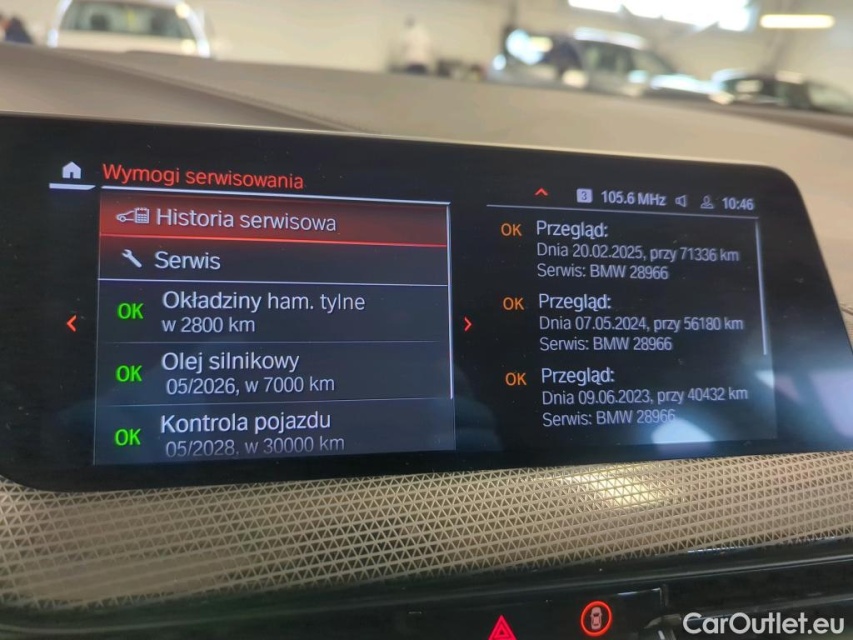 Wymogi serwisowania
3 105.6 MHz 10:46
Historia serwisowa
Serwis
OK Okładziny ham. tylne
w 2800 km
OK Olej silnikowy
05/2026, w 7000 km
OK Kontrola pojazdu
05/2028. w 30000 km
OK Przegląd:
Dnia 20.02.2025, przy 71336 km
Serwis: BMW 28966
OK Przegląd:
Dnia 07.05.2024, przy 56180 km
Serwis: BMW 28966
OK Przegląd:
Dnia 09.06.2023, przy 40432 km
Serwis: BMW 28966
CarOutlet.eu